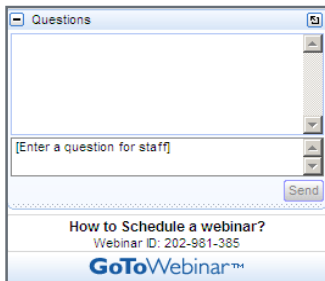 Questions
[Enter a question for staff]
Send
How to Schedule a webinar?
Webinar ID: 202-981-385
GoToWebinar™